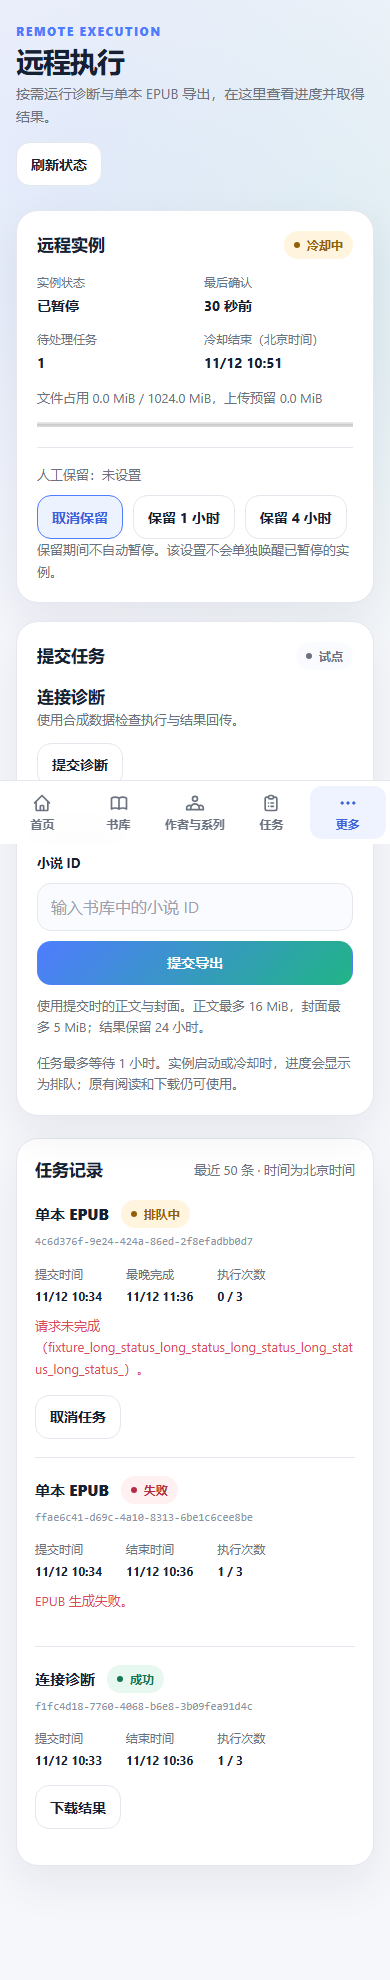 REMOTE EXECUTION
远程执行
按需运行诊断与单本 EPUB 导出，在这里查看进度并取得
结果。
刷新状态
远程实例
冷却中
实例状态
最后确认
已暂停
30 秒前
待处理任务
冷却结束（北京时间）
1
11/12 10:51
文件占用 0.0 MiB / 1024.0 MiB，上传预留 0.0 MiB
人工保留：未设置
取消保留
保留 1 小时
保留 4 小时
保留期间不自动暂停。该设置不会单独唤醒已暂停的实
例。
提交任务
试点
连接诊断
使用合成数据检查执行与结果回传。
提交诊断
首页
书库
作者与系列
任务
更多
小说 ID
输入书库中的小说 ID
提交导出
使用提交时的正文与封面。正文最多 16 MiB，封面最
多 5 MiB；结果保留 24 小时。
任务最多等待 1 小时。实例启动或冷却时，进度会显示
为排队；原有阅读和下载仍可使用。
任务记录
最近 50 条 · 时间为北京时间
单本 EPUB
排队中
4c6d376f-9e24-424a-86ed-2f8efadbb0d7
提交时间
最晚完成
执行次数
11/12 10:34
11/12 11:36
0 / 3
请求未完成
（fixture_long_status_long_status_long_status_long_stat
us_long_status_）。
取消任务
单本 EPUB
失败
ffae6c41-d69c-4a10-8313-6be1c6cee8be
提交时间
结束时间
执行次数
11/12 10:34
11/12 10:36
1 / 3
EPUB 生成失败。
连接诊断
成功
f1fc4d18-7760-4068-b6e8-3b09fea91d4c
提交时间
结束时间
执行次数
11/12 10:33
11/12 10:36
1 / 3
下载结果